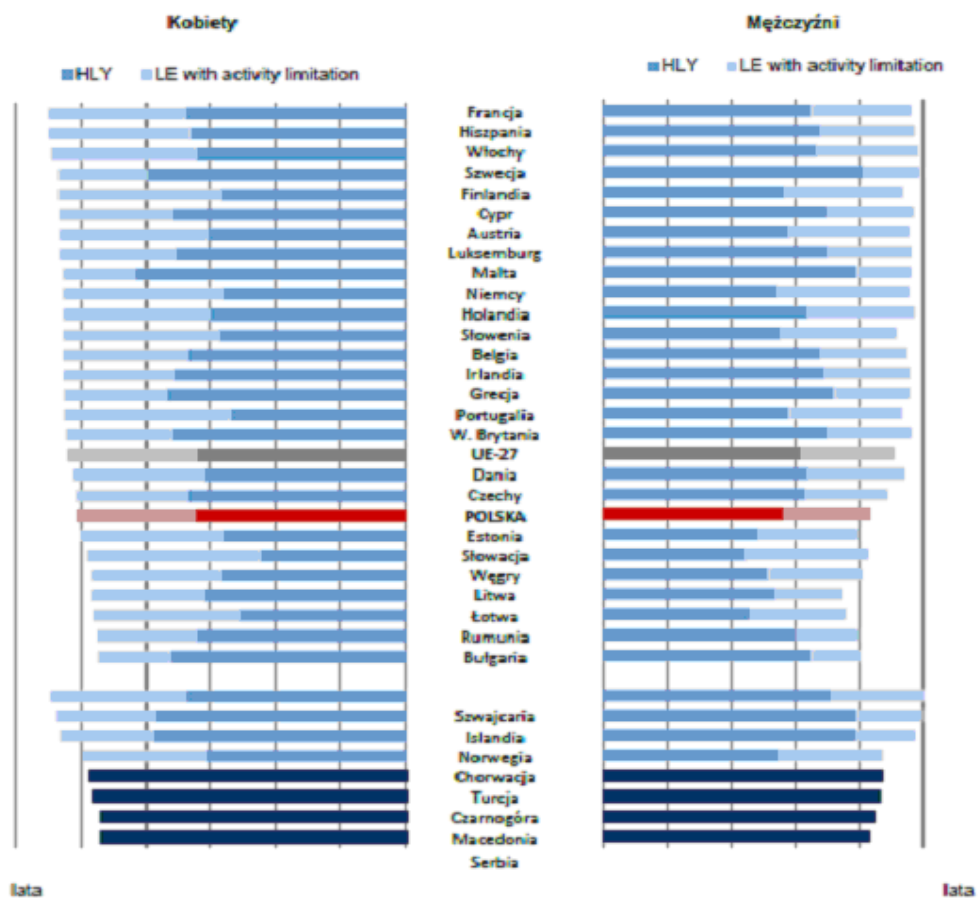 Kobiety
Mężczyźni
HLY LE with activity limitation
HLY LE with activity limitation
Francja
Hiszpania
Włochy
Szwecja
Finlandia
Cypr
Austria
Luksemburg
Malta
Niemcy
Holandia
Słowenia
Belgia
Irlandia
Grecja
Portugalia
W. Brytania
UE-27
Dania
Czechy
POLSKA
Estonia
Słowacja
Węgry
Litwa
Łotwa
Rumunia
Bułgaria
Szwajcaria
Islandia
Norwegia
Chorwacja
Turcja
Czarnogóra
Macedonia
Serbia
lata
lata